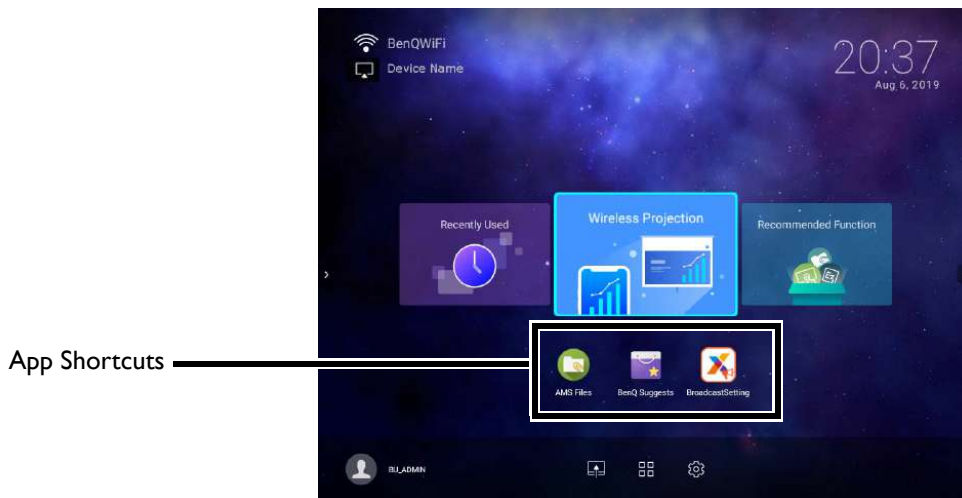 BenQWiFi
Device Name
20:37
Aug 6, 2019
Recently Used
Wireless Projection
Recommended Function
App Shortcuts
AMS Files
BenQ Suggests
BroadcastSetting
BU_ADMIN